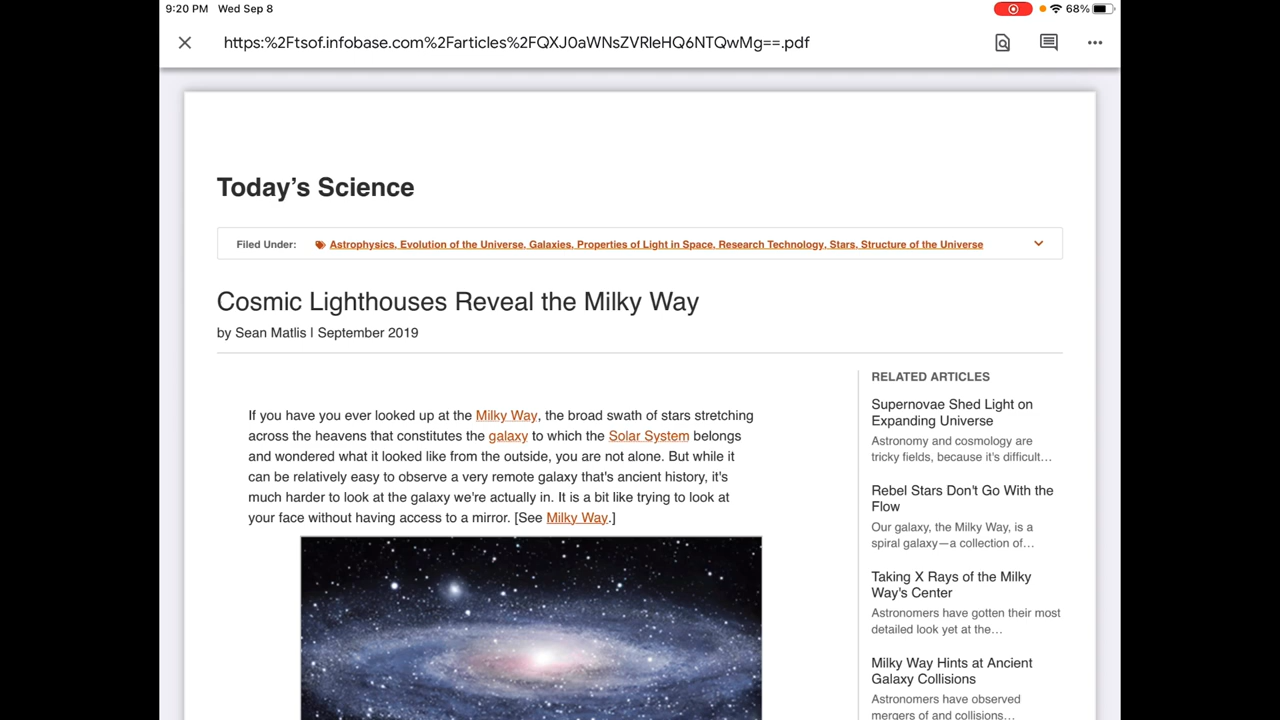 9:20 PM Wed Sep 8
68%
https:%2Ftsof.infobase.com%2Farticles%2FQXJ0aWNsZVRleHQ6NTQwMg==.pdf
Today's Science
Filed Under: Astrophysics, Evolution of the Universe, Galaxies, Properties of Light in Space, Research Technology, Stars, Structure of the Universe
Cosmic Lighthouses Reveal the Milky Way
by Sean Matlis | September 2019
If you have you ever looked up at the Milky Way, the broad swath of stars stretching
across the heavens that constitutes the galaxy to which the Solar System belongs
and wondered what it looked like from the outside, you are not alone. But while it
can be relatively easy to observe a very remote galaxy that's ancient history, it's
much harder to look at the galaxy we're actually in. It is a bit like trying to look at
your face without having access to a mirror. [See Milky Way.]
RELATED ARTICLES
Supernovae Shed Light on
Expanding Universe
Astronomy and cosmology are
tricky fields, because it's difficult…
Rebel Stars Don't Go With the
Flow
Our galaxy, the Milky Way, is a
spiral galaxy—a collection of…
Taking X Rays of the Milky
Way's Center
Astronomers have gotten their most
detailed look yet at the…
Milky Way Hints at Ancient
Galaxy Collisions
Astronomers have observed
mergers of and collisions…